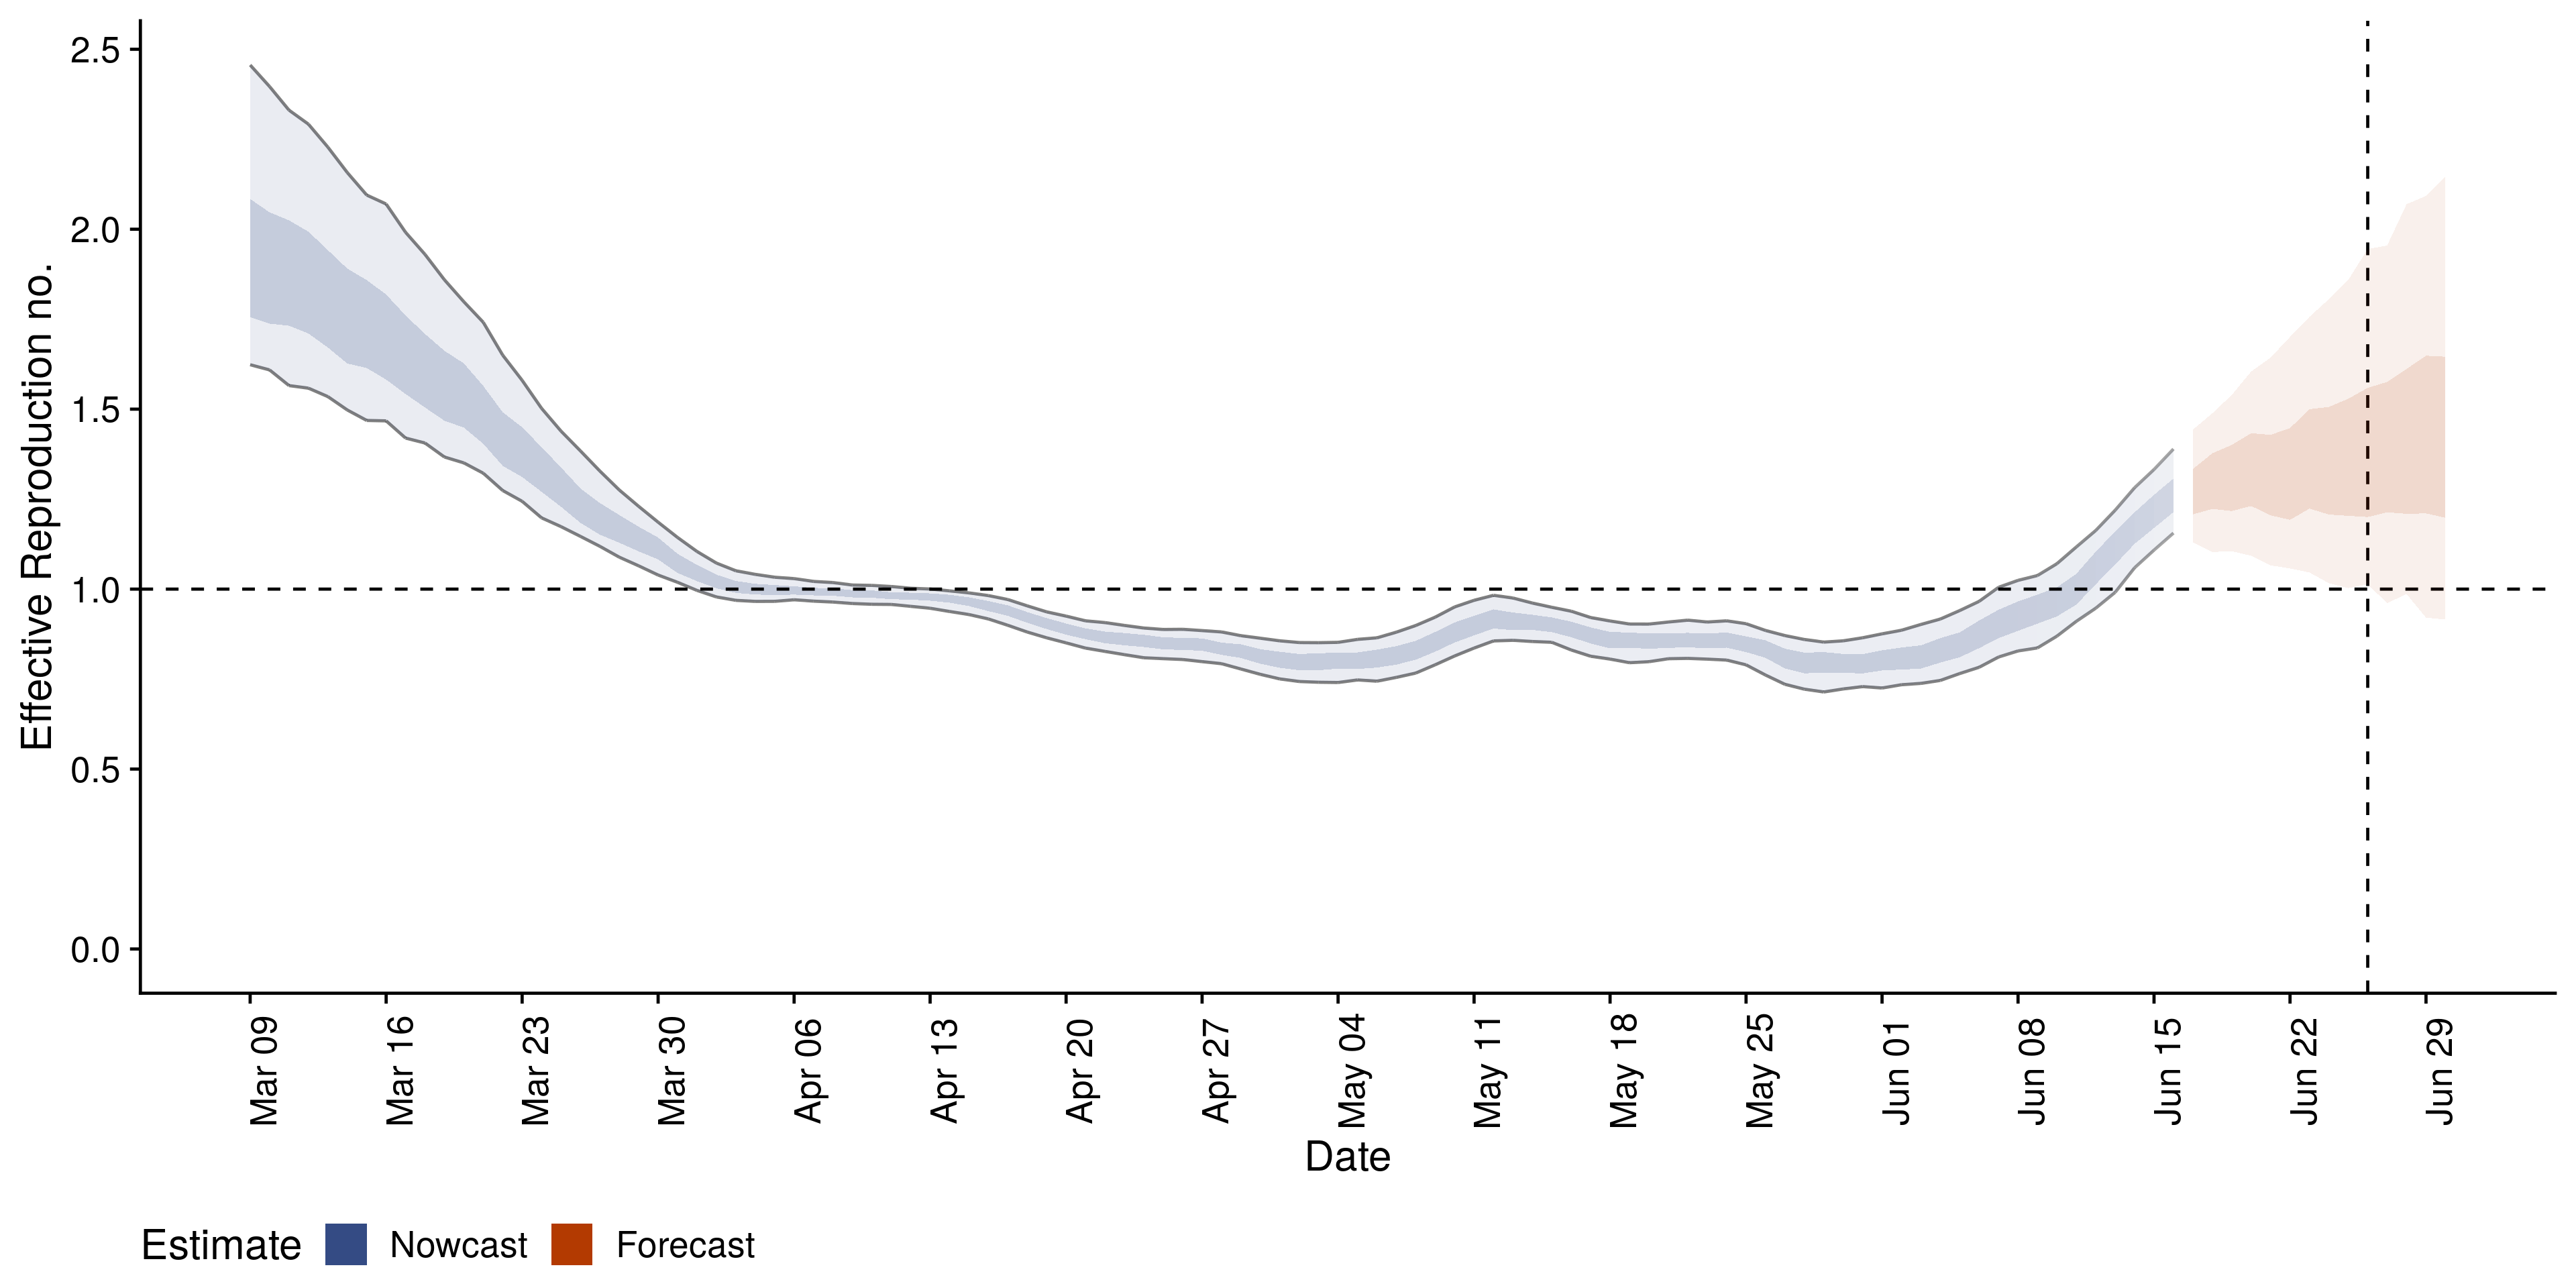 Effective Reproduction no.
2.5
2.0
1.5
1.0
0.5
0.0
Mar 09
Mar 16
Mar 23
Mar 30
Apr 06
Apr 13
Apr 20
Apr 27
May 04
May 11
May 18
May 25
Jun 01
Jun 08
Jun 15
Jun 22
Jun 29
Date
Estimate Nowcast Forecast